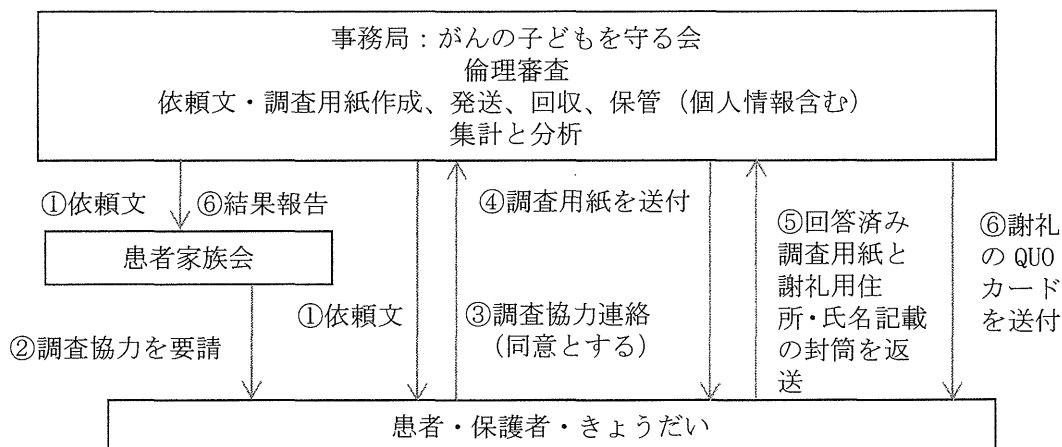 事務局：がんの子どもを守る会
倫理審査
依頼文・調査用紙作成、発送、回収、保管（個人情報含む）
集計と分析
①依頼文
⑥結果報告
患者家族会
②調査協力を要請
①依頼文
③調査協力連絡
（同意とする）
④調査用紙を送付
⑤回答済み
調査用紙と
謝礼用住
所・氏名記載
の封筒を返
送
⑥謝礼
の QUO
カード
を送付
患者・保護者・きょうだい